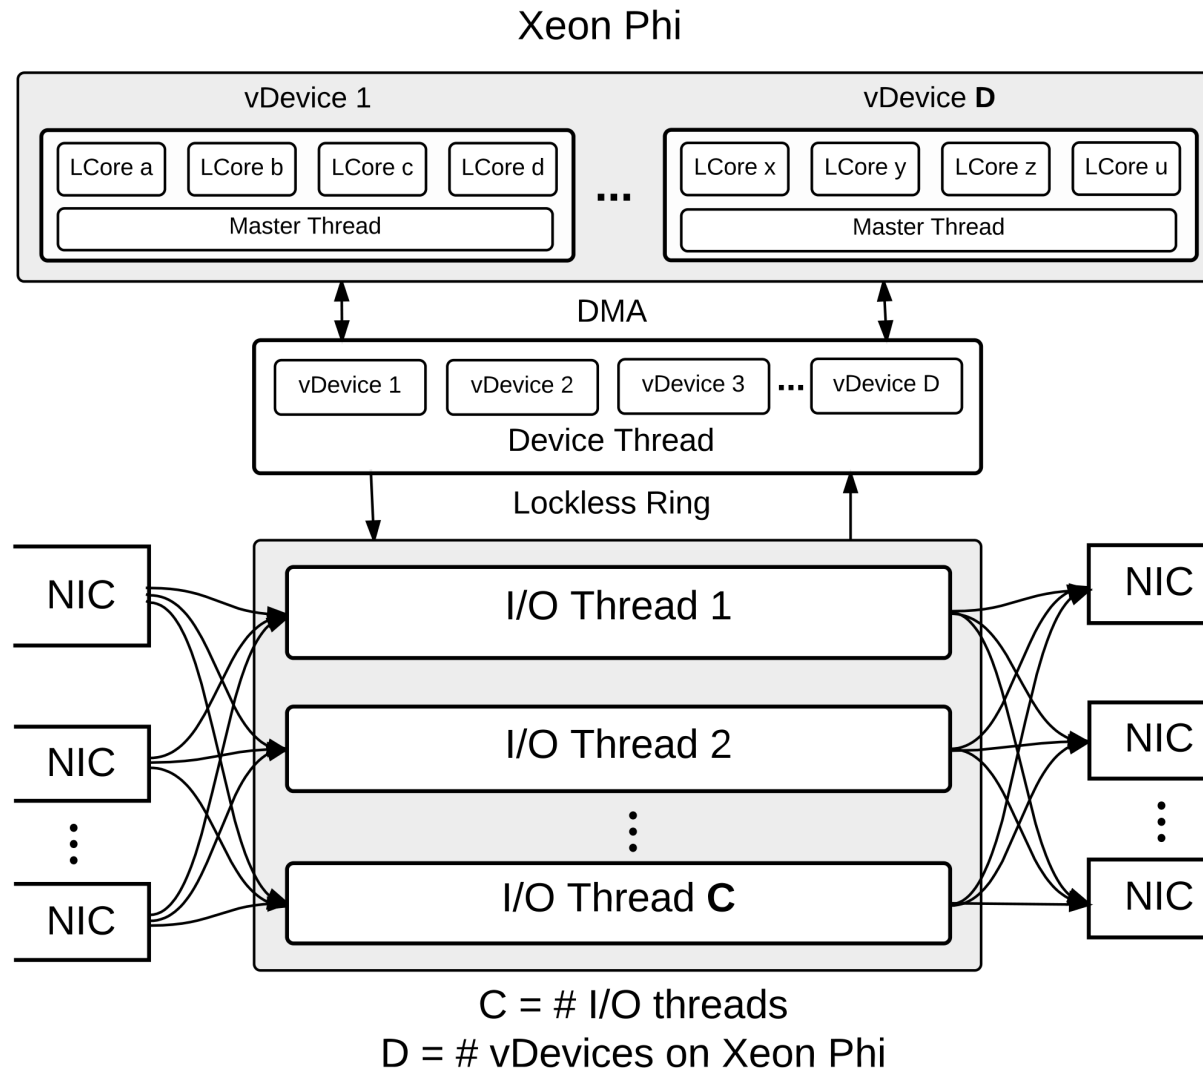 Xeon Phi
vDevice 1
vDevice D
LCore a
LCore b
LCore c
LCore d
...
LCore x
LCore y
LCore z
LCore u
Master Thread
Master Thread
DMA
vDevice 1
vDevice 2
vDevice 3
...
vDevice D
Device Thread
Lockless Ring
NIC
I/O Thread 1
NIC
NIC
I/O Thread 2
NIC
NIC
I/O Thread C
NIC
C = # I/O threads
D = # vDevices on Xeon Phi